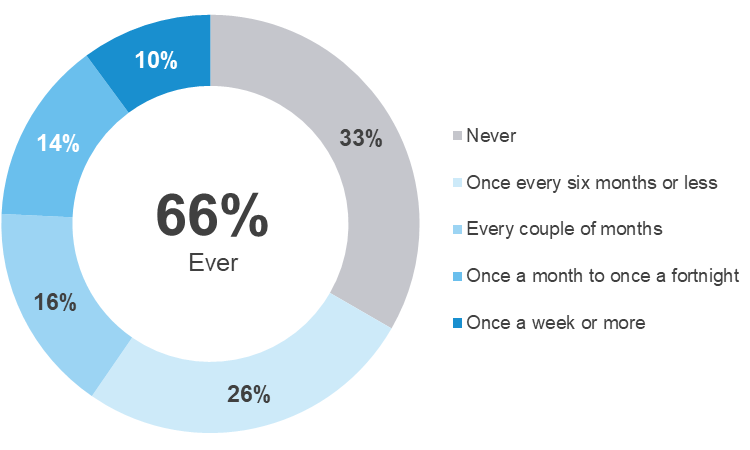 10%
33%
14%
66%
Ever
16%
26%
Never
Once every six months or less
Every couple of months
Once a month to once a fortnight
Once a week or more